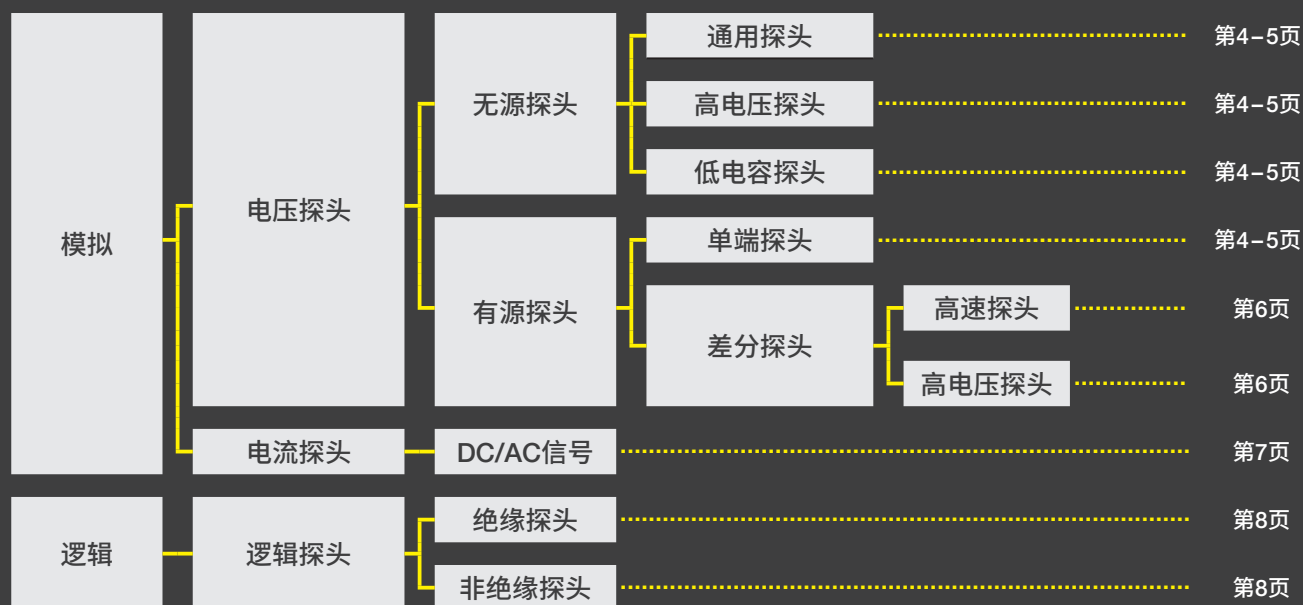 模拟
电压探头
无源探头
通用探头
第4–5页
高电压探头
第4–5页
低电容探头
第4–5页
有源探头
单端探头
第4–5页
差分探头
高速探头
第6页
高电压探头
第6页
电流探头
DC/AC信号
第7页
逻辑
逻辑探头
绝缘探头
第8页
非绝缘探头
第8页